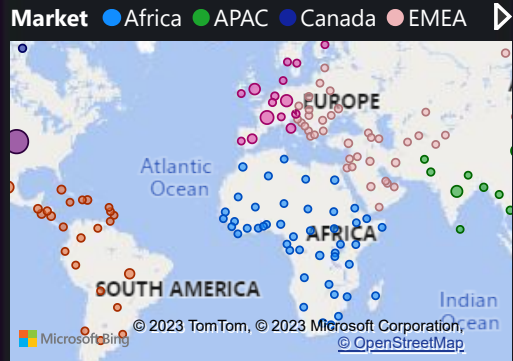 Market Africa APAC Canada EMEA
EUROPE
Atlantic
Ocean
AFRICA
SOUTH AMERICA
Indian
Ocean
Microsoft Bing
© 2023 TomTom, © 2023 Microsoft Corporation,
© OpenStreetMap